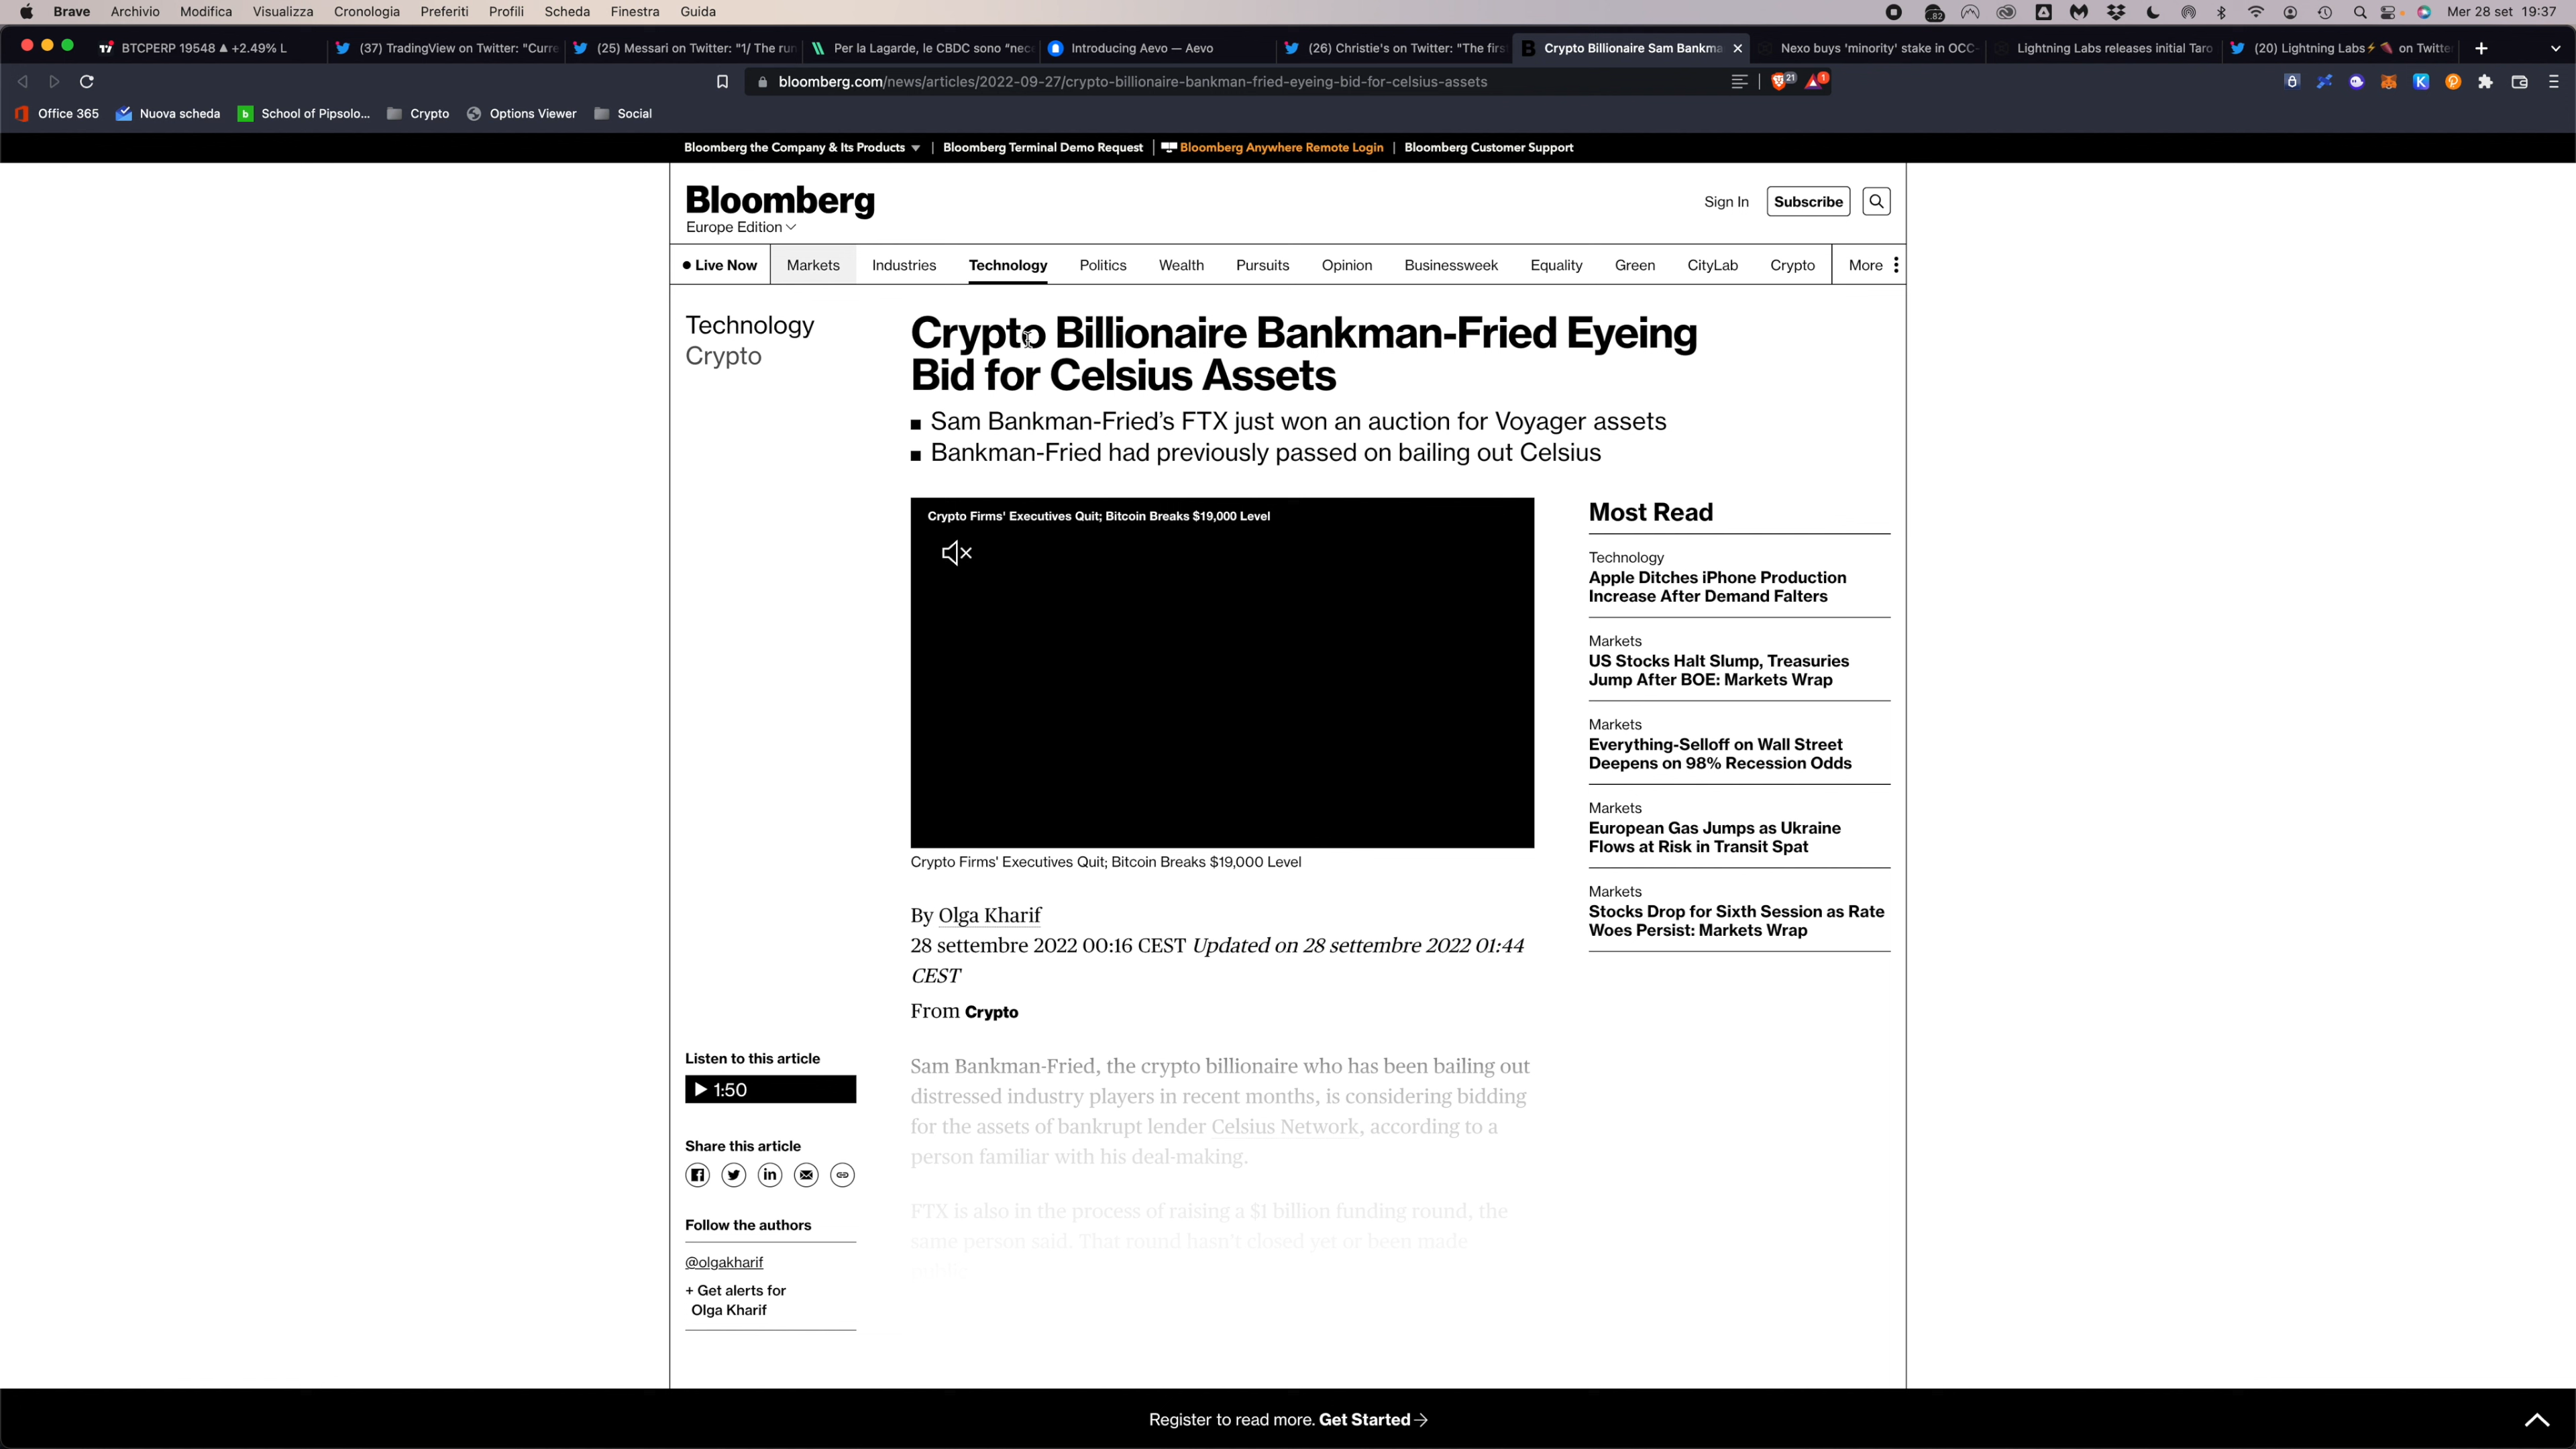 Brave Archivio Modifica Visualizza Cronologia Preferiti Profili Scheda Finestra Guida
82
Mer 28 set 19:37
BTCPERP 19548 ▲ +2.49% L
(37) TradingView on Twitter: "Curre
(25) Messari on Twitter: "1/ The run
Per la Lagarde, le CBDC sono "nec
Introducing Aevo — Aevo
(26) Christie's on Twitter: "The firs
Crypto Billionaire Sam Bankma
Nexo buys 'minority' stake in OCC-
Lightning Labs releases initial Taro
(20) Lightning Labs⚡🍠 on Twitte
bloomberg.com/news/articles/2022-09-27/crypto-billionaire-bankman-fried-eyeing-bid-for-celsius-assets
21
1
Office 365 Nuova scheda School of Pipsolo... Crypto Options Viewer Social
Bloomberg the Company & Its Products ▼ | Bloomberg Terminal Demo Request | Bloomberg Anywhere Remote Login | Bloomberg Customer Support
Bloomberg
Europe Edition
Sign In
Subscribe
Live Now Markets Industries Technology Politics Wealth Pursuits Opinion Businessweek Equality Green CityLab Crypto More
Technology
Crypto
Crypto Billionaire Bankman-Fried Eyeing
Bid for Celsius Assets
■ Sam Bankman-Fried's FTX just won an auction for Voyager assets
■ Bankman-Fried had previously passed on bailing out Celsius
Crypto Firms' Executives Quit; Bitcoin Breaks $19,000 Level
Crypto Firms' Executives Quit; Bitcoin Breaks $19,000 Level
By Olga Kharif
28 settembre 2022 00:16 CEST Updated on 28 settembre 2022 01:44
CEST
From Crypto
Sam Bankman-Fried, the crypto billionaire who has been bailing out
distressed industry players in recent months, is considering bidding
for the assets of bankrupt lender Celsius Network, according to a
person familiar with his deal-making.
FTX is also in the process of raising a $1 billion funding round, the
same person said. That round hasn't closed yet or been made
Listen to this article
1:50
Share this article
Follow the authors
@olgakharif
+ Get alerts for
Olga Kharif
Most Read
Technology
Apple Ditches iPhone Production
Increase After Demand Falters
Markets
US Stocks Halt Slump, Treasuries
Jump After BOE: Markets Wrap
Markets
Everything-Selloff on Wall Street
Deepens on 98% Recession Odds
Markets
European Gas Jumps as Ukraine
Flows at Risk in Transit Spat
Markets
Stocks Drop for Sixth Session as Rate
Woes Persist: Markets Wrap
Register to read more. Get Started